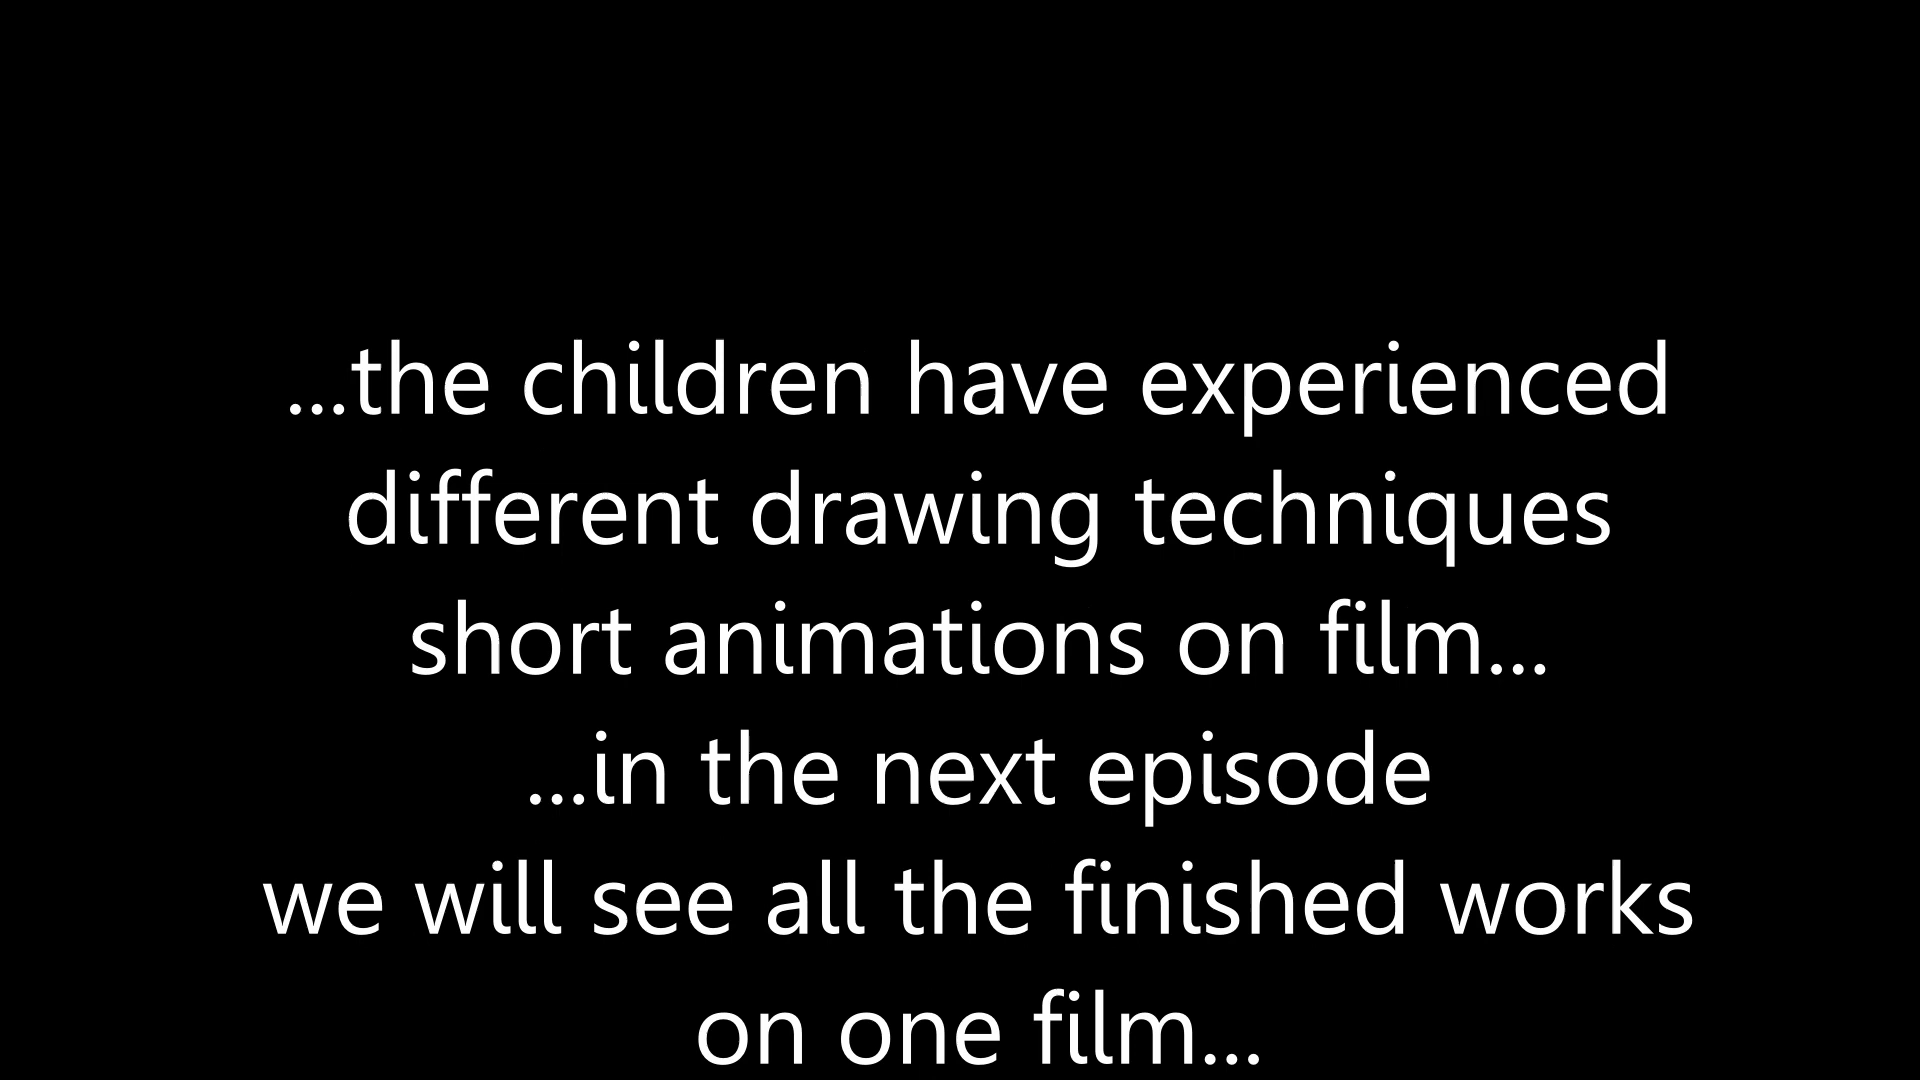 ...the children have experienced
different drawing techniques
short animations on film...
...in the next episode
we will see all the finished works
on one film...